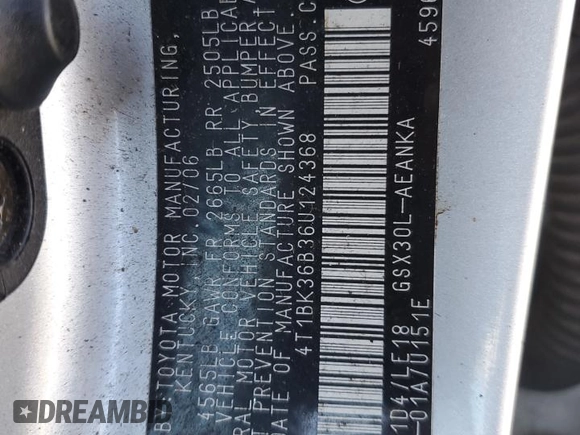 TOYOTA MOTOR MANUFACTURING,
KENTUCKY, INC. 02/06
4565LB GAWR FR 2665LB RR 2505LB
VEHICLE CONFORMS TO ALL APPLICAB
RAL MOTOR VEHICLE SAFETY BUMPER
T PREVENTION STANDARDS IN EFFECT
DATE OF MANUFACTURE SHOWN ABOVE.
4T1BK36B36U124368 PASS.C
4596
GSX30L-AEANKA
1D4/LE18
-01A70151E
DREAMBID